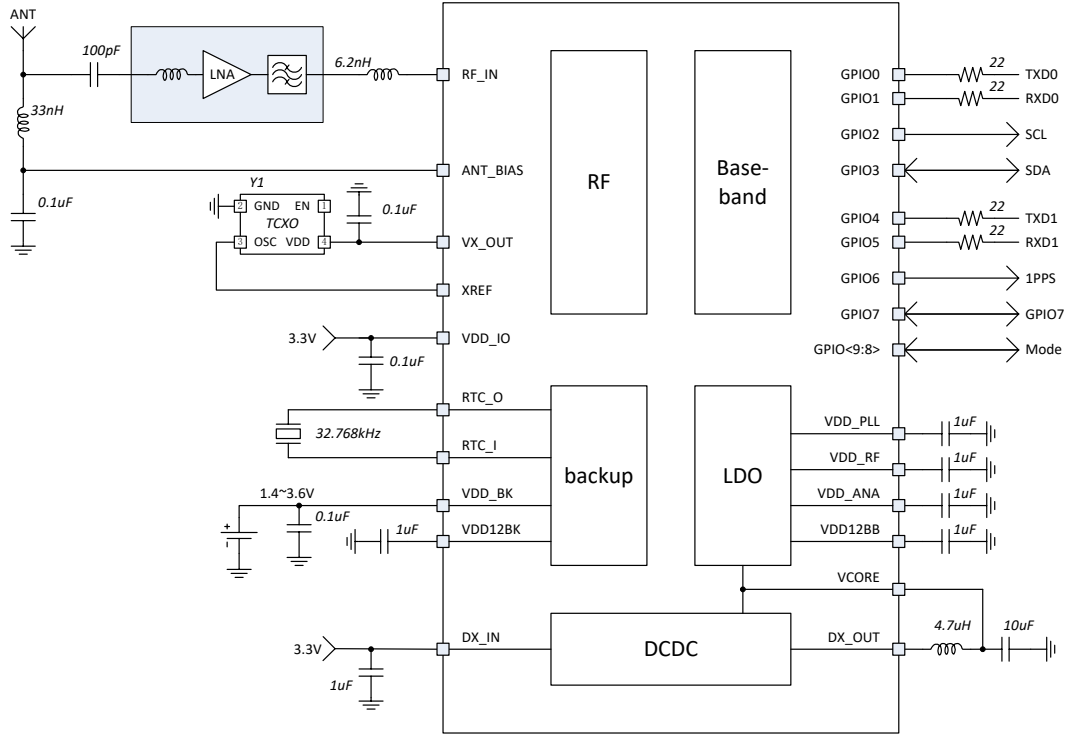 ANT
100pF
LNA
6.2nH
RF_IN
33nH
ANT_BIAS
0.1uF
Y1
2 GND EN 1
TCXO
3 OSC VDD 4
0.1uF
VX_OUT
XREF
3.3V
VDD_IO
0.1uF
RTC_O
32.768kHz
RTC_I
1.4~3.6V
VDD_BK
+
-
0.1uF
1uF
VDD12BK
3.3V
DX_IN
1uF
RF
Base-
band
backup
LDO
DCDC
GPIO0 22 TXD0
GPIO1 22 RXD0
GPIO2 SCL
GPIO3 SDA
GPIO4 22 TXD1
GPIO5 22 RXD1
GPIO6 1PPS
GPIO7 GPIO7
GPIO<9:8> Mode
VDD_PLL 1uF
VDD_RF 1uF
VDD_ANA 1uF
VDD12BB 1uF
VCORE
DX_OUT 4.7uH 10uF